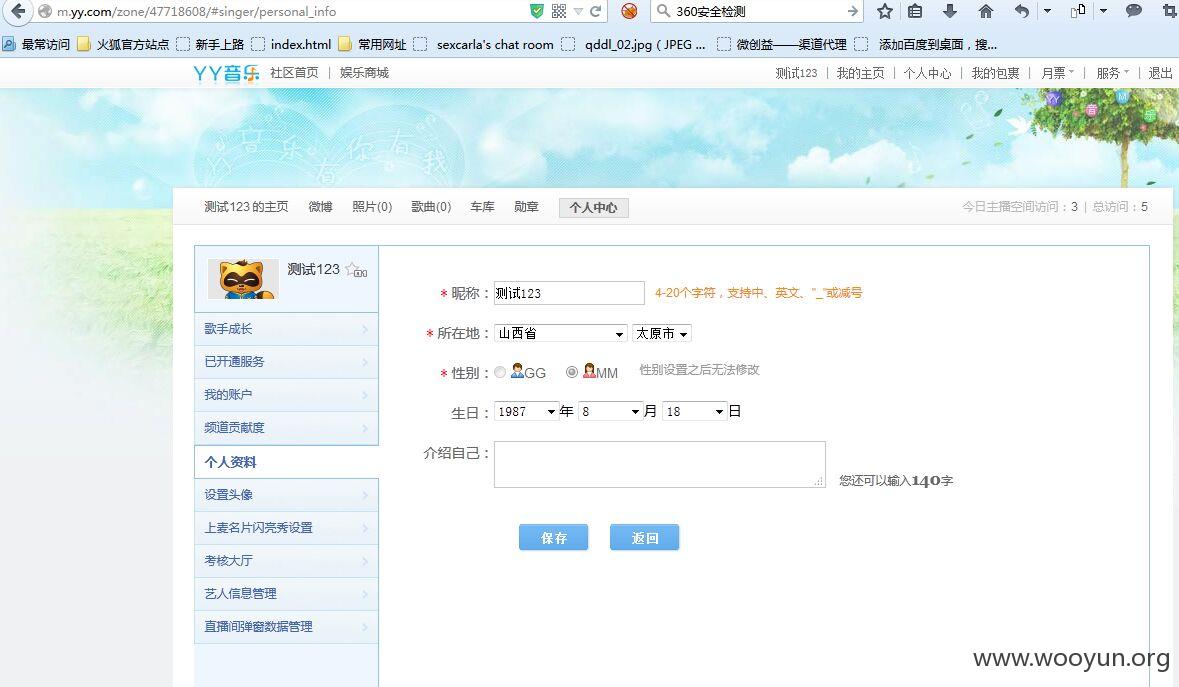 m.yy.com/zone/47718608/#singer/personal_info 360安全检测
最常访问 火狐官方站点 新手上路 index.html 常用网址 sexcarla's chat room qddl_02.jpg ( JPEG ... 微创益——渠道代理 添加百度到桌面，搜...
YY音乐 社区首页 | 娱乐商城 测试123 | 我的主页 | 个人中心 | 我的包裹 | 月票 | 服务 | 退出
音乐 你有我
测试123的主页 微博 照片(0) 歌曲(0) 车库 勋章 个人中心 今日主播空间访问：3 | 总访问：5
测试123
歌手成长
已开通服务
我的账户
频道贡献度
个人资料
设置头像
上麦名片闪亮秀设置
考核大厅
艺人信息管理
直播间弹窗数据管理
* 昵称： 测试123 4-20个字符，支持中、英文、"_"或减号
* 所在地： 山西省 太原市
* 性别： GG MM 性别设置之后无法修改
生日： 1987 年 8 月 18 日
介绍自己： 您还可以输入140字
保存 返回
www.wooyun.org